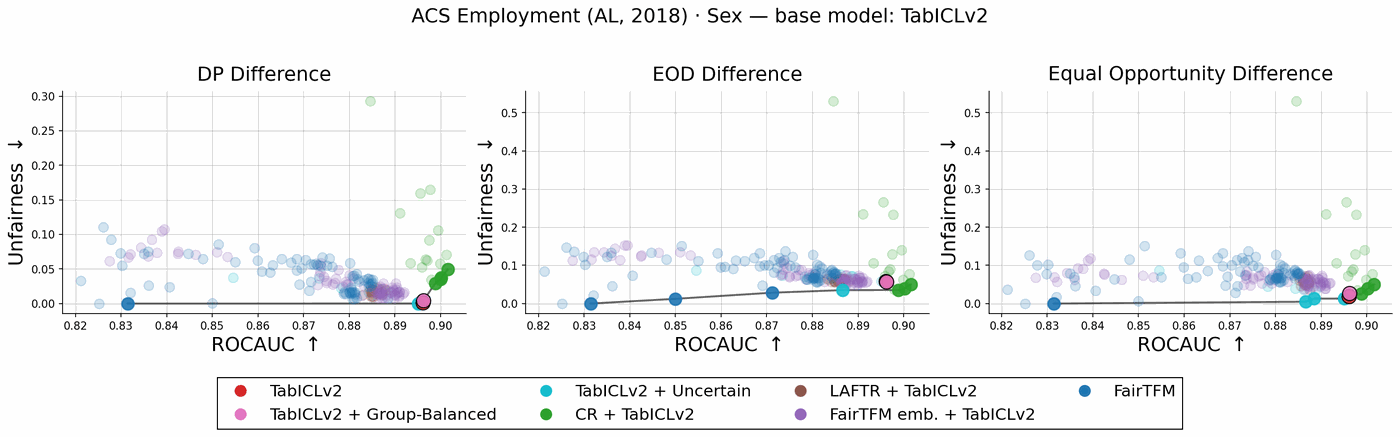 ACS Employment (AL, 2018) · Sex — base model: TabICLv2
DP Difference
EOD Difference
Equal Opportunity Difference
Unfairness ↓
0.30
0.25
0.20
0.15
0.10
0.05
0.00
0.82 0.83 0.84 0.85 0.86 0.87 0.88 0.89 0.90
ROCAUC ↑
Unfairness ↓
0.5
0.4
0.3
0.2
0.1
0.0
0.82 0.83 0.84 0.85 0.86 0.87 0.88 0.89 0.90
ROCAUC ↑
Unfairness ↓
0.5
0.4
0.3
0.2
0.1
0.0
0.82 0.83 0.84 0.85 0.86 0.87 0.88 0.89 0.90
ROCAUC ↑
TabICLv2
TabICLv2 + Group-Balanced
TabICLv2 + Uncertain
CR + TabICLv2
LAFTR + TabICLv2
FairTFM emb. + TabICLv2
FairTFM